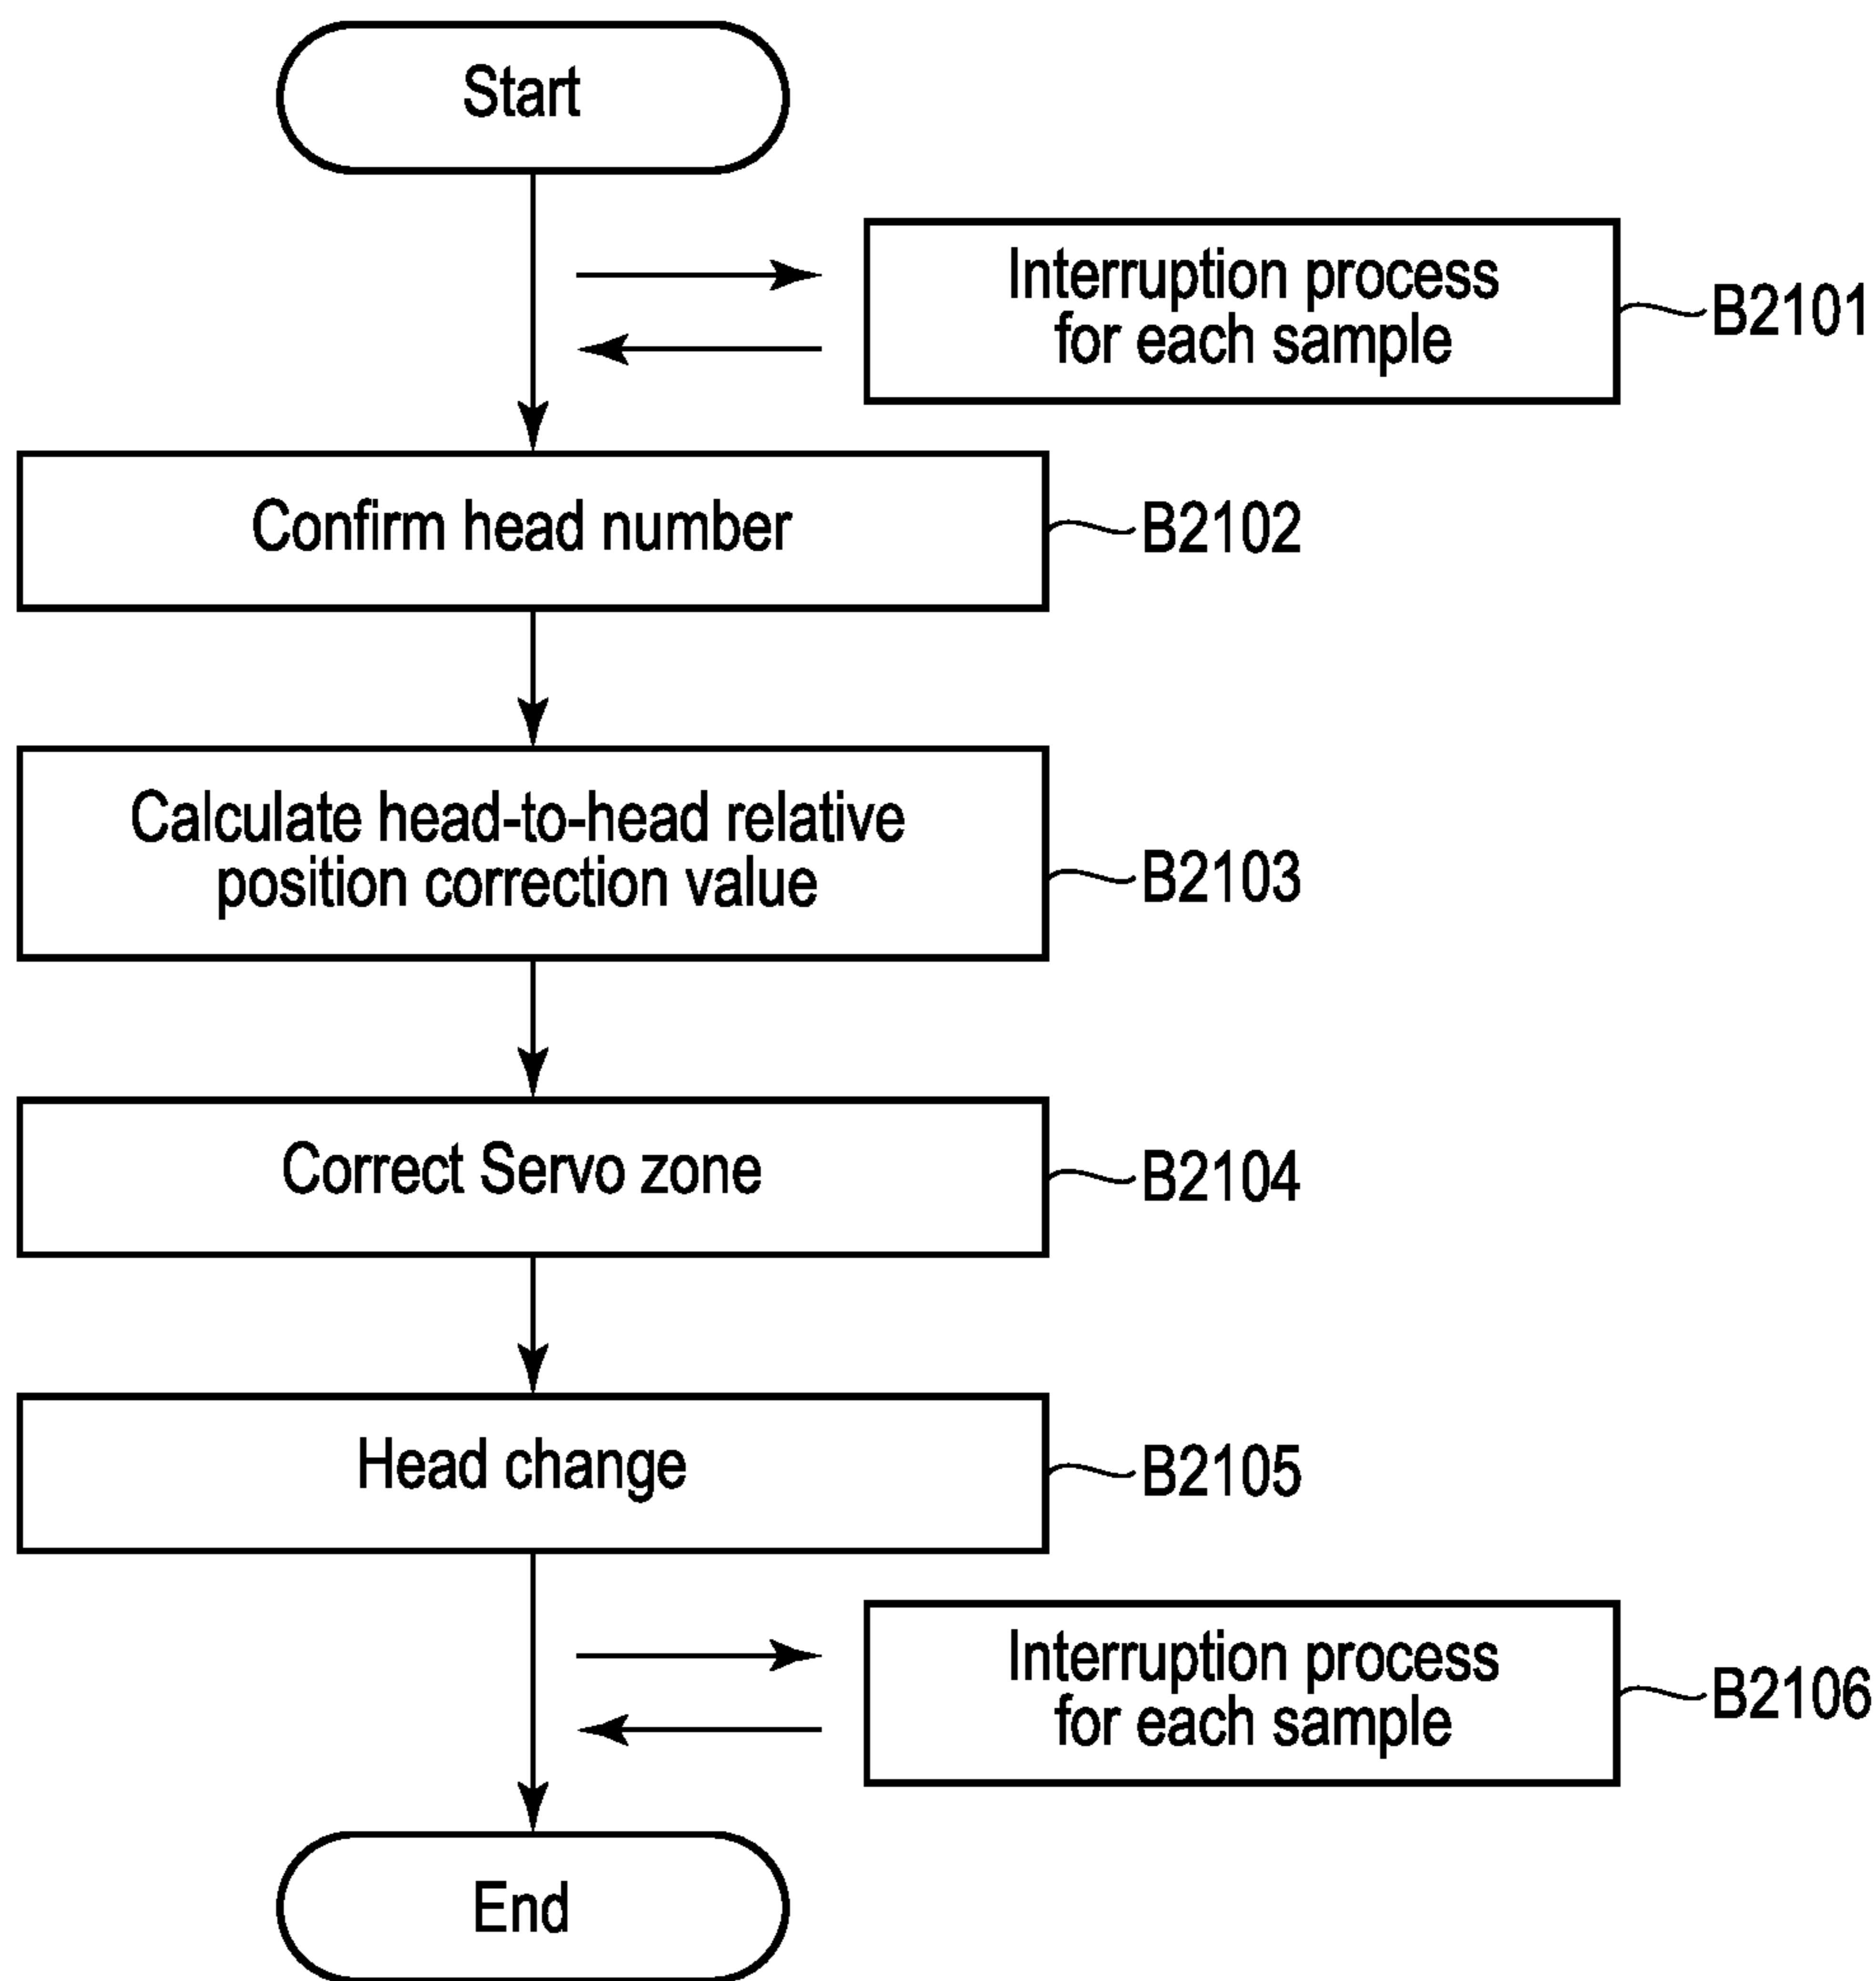 Start
Interruption process
for each sample
B2101
Confirm head number
B2102
Calculate head-to-head relative
position correction value
B2103
Correct Servo zone
B2104
Head change
B2105
Interruption process
for each sample
B2106
End